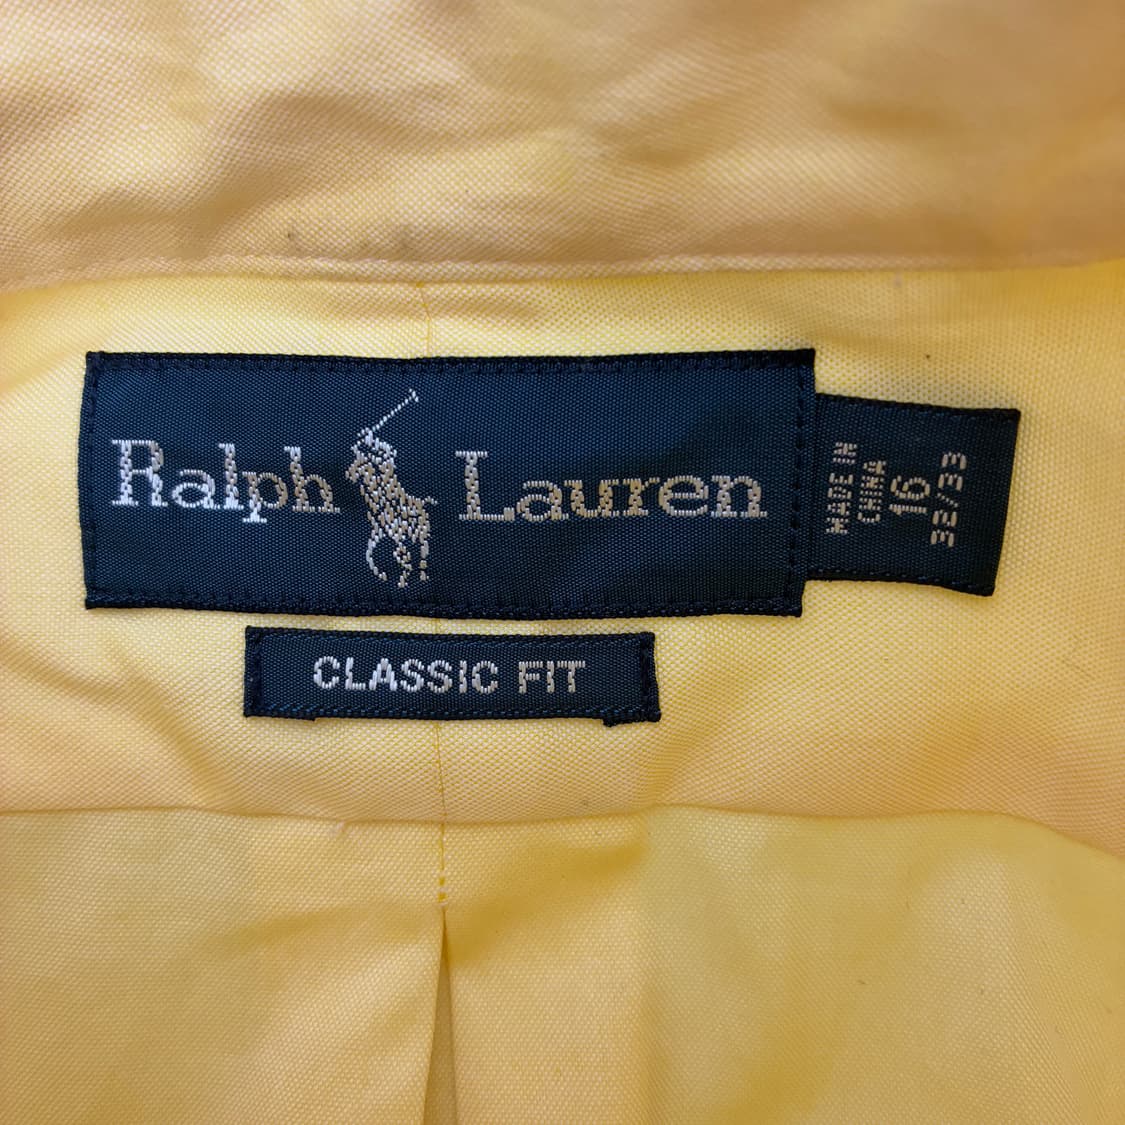 Ralph Lauren
CLASSIC FIT
MADE IN
CHINA
16
32/33